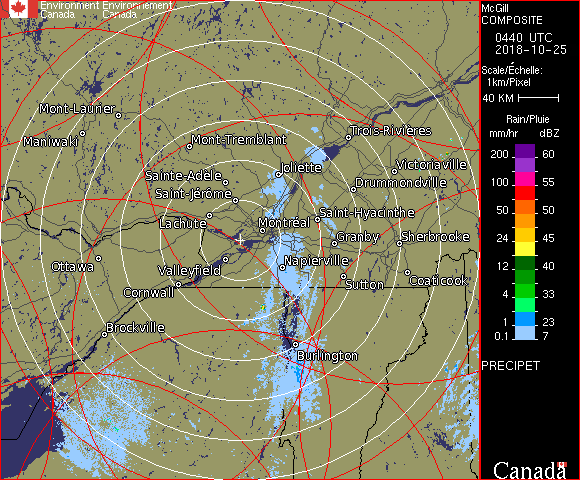 Environment Environnement
Canada Canada
McGill
COMPOSITE
0440 UTC
2018-10-25
Scale/Échelle:
1km/Pixel
40 KM
Rain/Pluie
mm/hr dBZ
200 60
100 55
50 50
24 45
12 40
4 33
1 23
0.1 7
PRECIPET
Canada
Mont-Laurier
Maniwaki
Mont-Tremblant
Trois-Rivières
Joliette
Victoriaville
Sainte-Adèle
Drummondville
Saint-Jérôme
Saint-Hyacinthe
Lachute
Montréal
Granby
Sherbrooke
Ottawa
Valleyfield
Napierville
Coaticook
Cornwall
Sutton
Brockville
Burlington